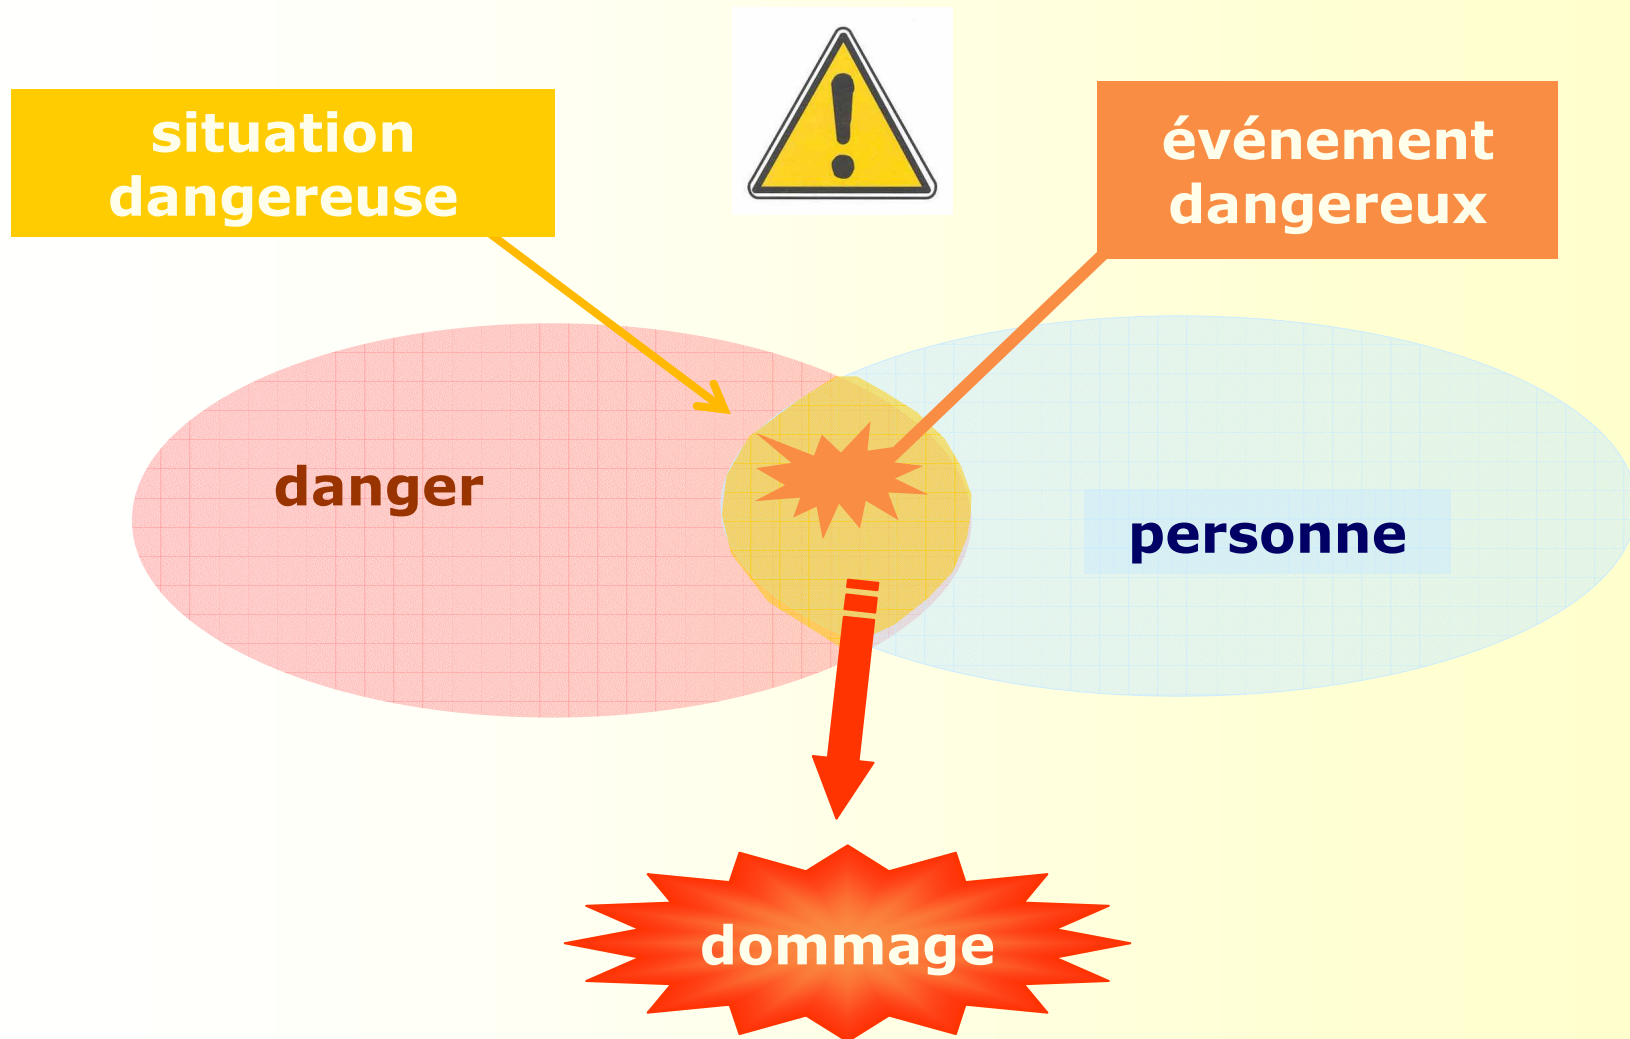 situation
dangereuse
événement
dangereux
danger
personne
dommage